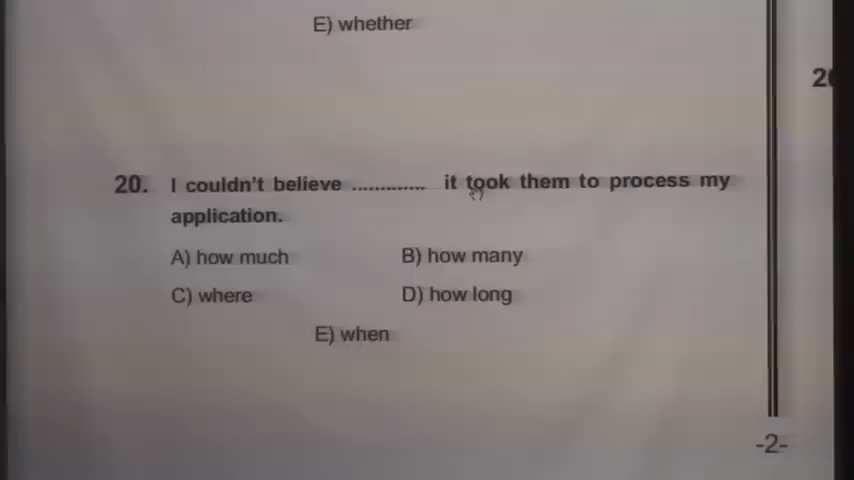 E) whether
20. I couldn't believe ............. it took them to process my
application.
A) how much B) how many
C) where D) how long
E) when
-2-